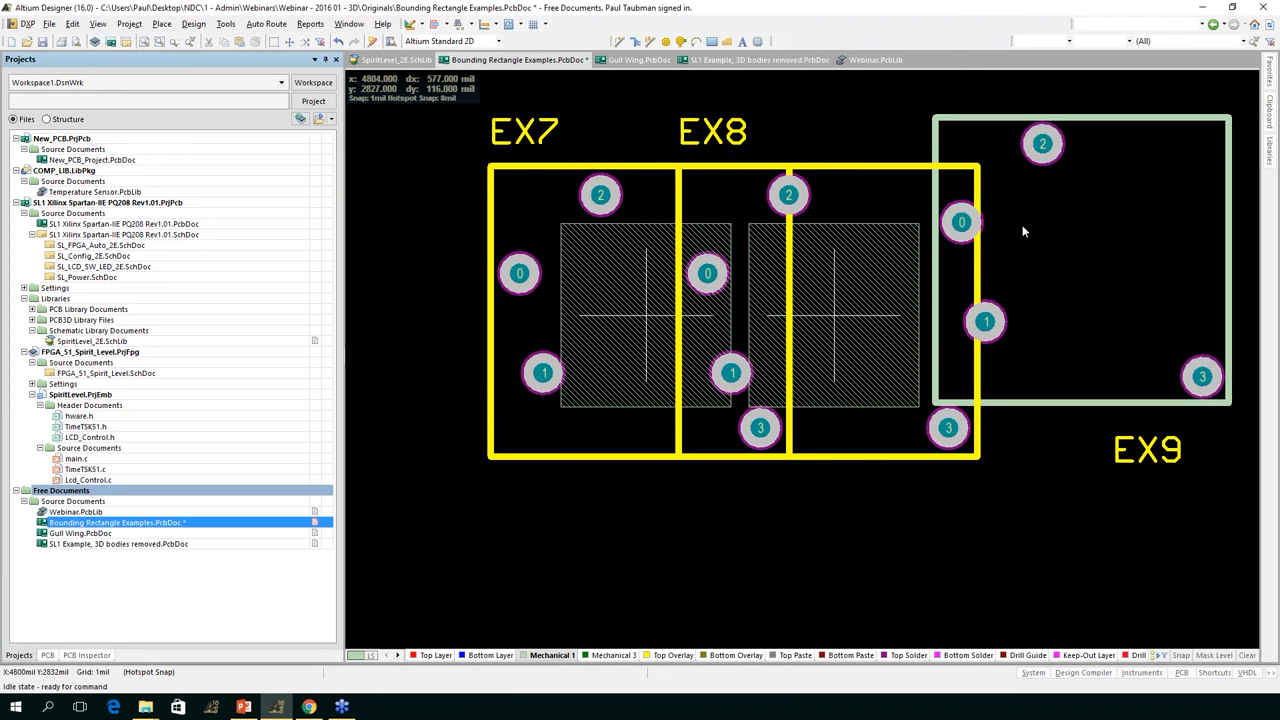 Altium Designer (16.0) - C:\Users\Paul\Desktop\NDC\1 - Admin\Webinars\Webinar - 2016 01 - 3D\Originals\Bounding Rectangle Examples.PcbDoc * - Free Documents. Paul Taubman signed in.
DXP File Edit View Project Place Design Tools Auto Route Reports Window Help
Altium Standard 2D (All)
Projects
SpiritLevel_2E.SchLib Bounding Rectangle Examples.PcbDoc * Gull Wing.PcbDoc SL1 Example, 3D bodies removed.PcbDoc Webinar.PcbLib
Workspace1.DsnWrk Workspace
Project
Files Structure
New_PCB.PrjPcb
Source Documents
New_PCB_Project.PcbDoc
COMP_LIB.LibPkg
Source Documents
Temperature Sensor.PcbLib
SL1 Xilinx Spartan-IIE PQ208 Rev1.01.PrjPcb
Source Documents
SL1 Xilinx Spartan-IIE PQ208 Rev1.01.PcbDoc
SL1 Xilinx Spartan-IIE PQ208 Rev1.01.SchDoc
SL_FPGA_Auto_2E.SchDoc
SL_Config_2E.SchDoc
SL_LCD_SW_LED_2E.SchDoc
SL_Power.SchDoc
Settings
Libraries
PCB Library Documents
PCB3D Library Files
Schematic Library Documents
SpiritLevel_2E.SchLib
FPGA_51_Spirit_Level.PrjFpg
Source Documents
FPGA_51_Spirit_Level.SchDoc
Settings
SpiritLevel.PrjEmb
Header Documents
hware.h
TimeTSK51.h
LCD_Control.h
Source Documents
main.c
TimeTSK51.c
Lcd_Control.c
Free Documents
Source Documents
Webinar.PcbLib
Bounding Rectangle Examples.PcbDoc *
Gull Wing.PcbDoc
SL1 Example, 3D bodies removed.PcbDoc
x: 4804.000 dx: 577.000 mil
y: 2827.000 dy: 116.000 mil
Snap: 1mil Hotspot Snap: 8mil
EX7 EX8
2
2 2
0
0 0
1
1 1
3
3 3
EX9
Favorites
Clipboard
Libraries
LS Top Layer Bottom Layer Mechanical 1 Mechanical 3 Top Overlay Bottom Overlay Top Paste Bottom Paste Top Solder Bottom Solder Drill Guide Keep-Out Layer Drill Snap Mask Level Clear
Projects PCB PCB Inspector
X:4800mil Y:2832mil Grid: 1mil (Hotspot Snap) System Design Compiler Instruments PCB Shortcuts VHDL >>
Idle state - ready for command